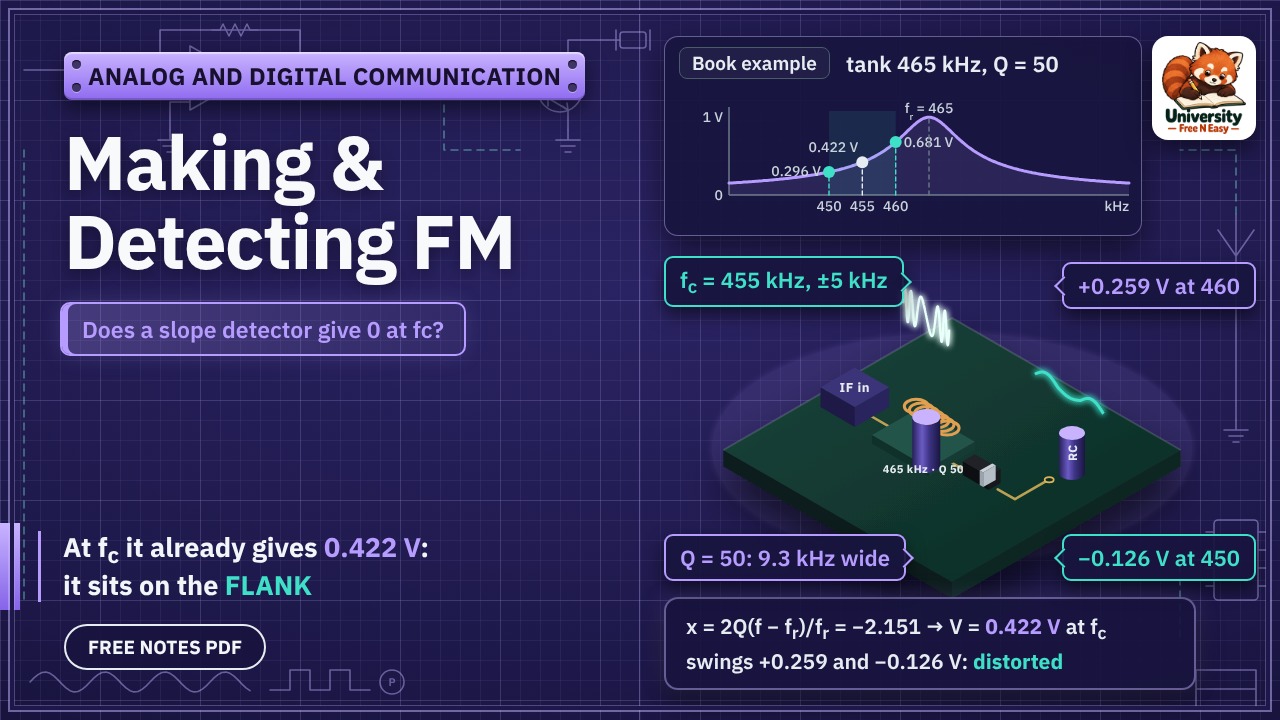 ANALOG AND DIGITAL COMMUNICATION
Making &
Detecting FM
Does a slope detector give 0 at fc?
At fc it already gives 0.422 V:
it sits on the FLANK
FREE NOTES PDF
P
Book example
tank 465 kHz, Q = 50
fr = 465
1 V
0.422 V
0.681 V
0.296 V
0
450 455 460
kHz
University
Free N Easy
fc = 455 kHz, ±5 kHz
+0.259 V at 460
IF in
465 kHz · Q 50
RC
Q = 50: 9.3 kHz wide
−0.126 V at 450
x = 2Q(f − fr)/fr = −2.151 → V = 0.422 V at fc
swings +0.259 and −0.126 V: distorted